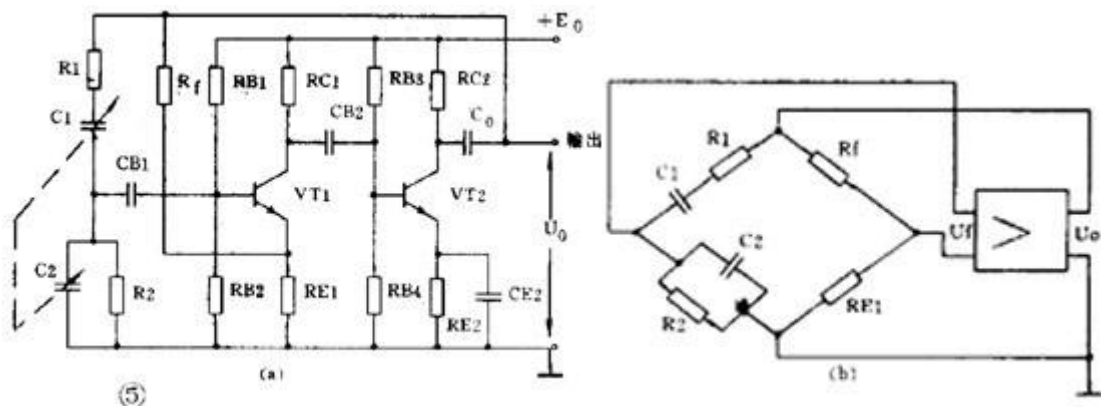 +E0
R1
Rf
RB1
RC1
RB3
RC2
C1
CB2
C0
輸出
CB1
VT1
VT2
U0
C2
R2
RB2
RE1
RB4
RE2
CE2
(a)
⑤
R1
Rf
C1
C2
R2
RE1
Uf
>
Uo
(b)